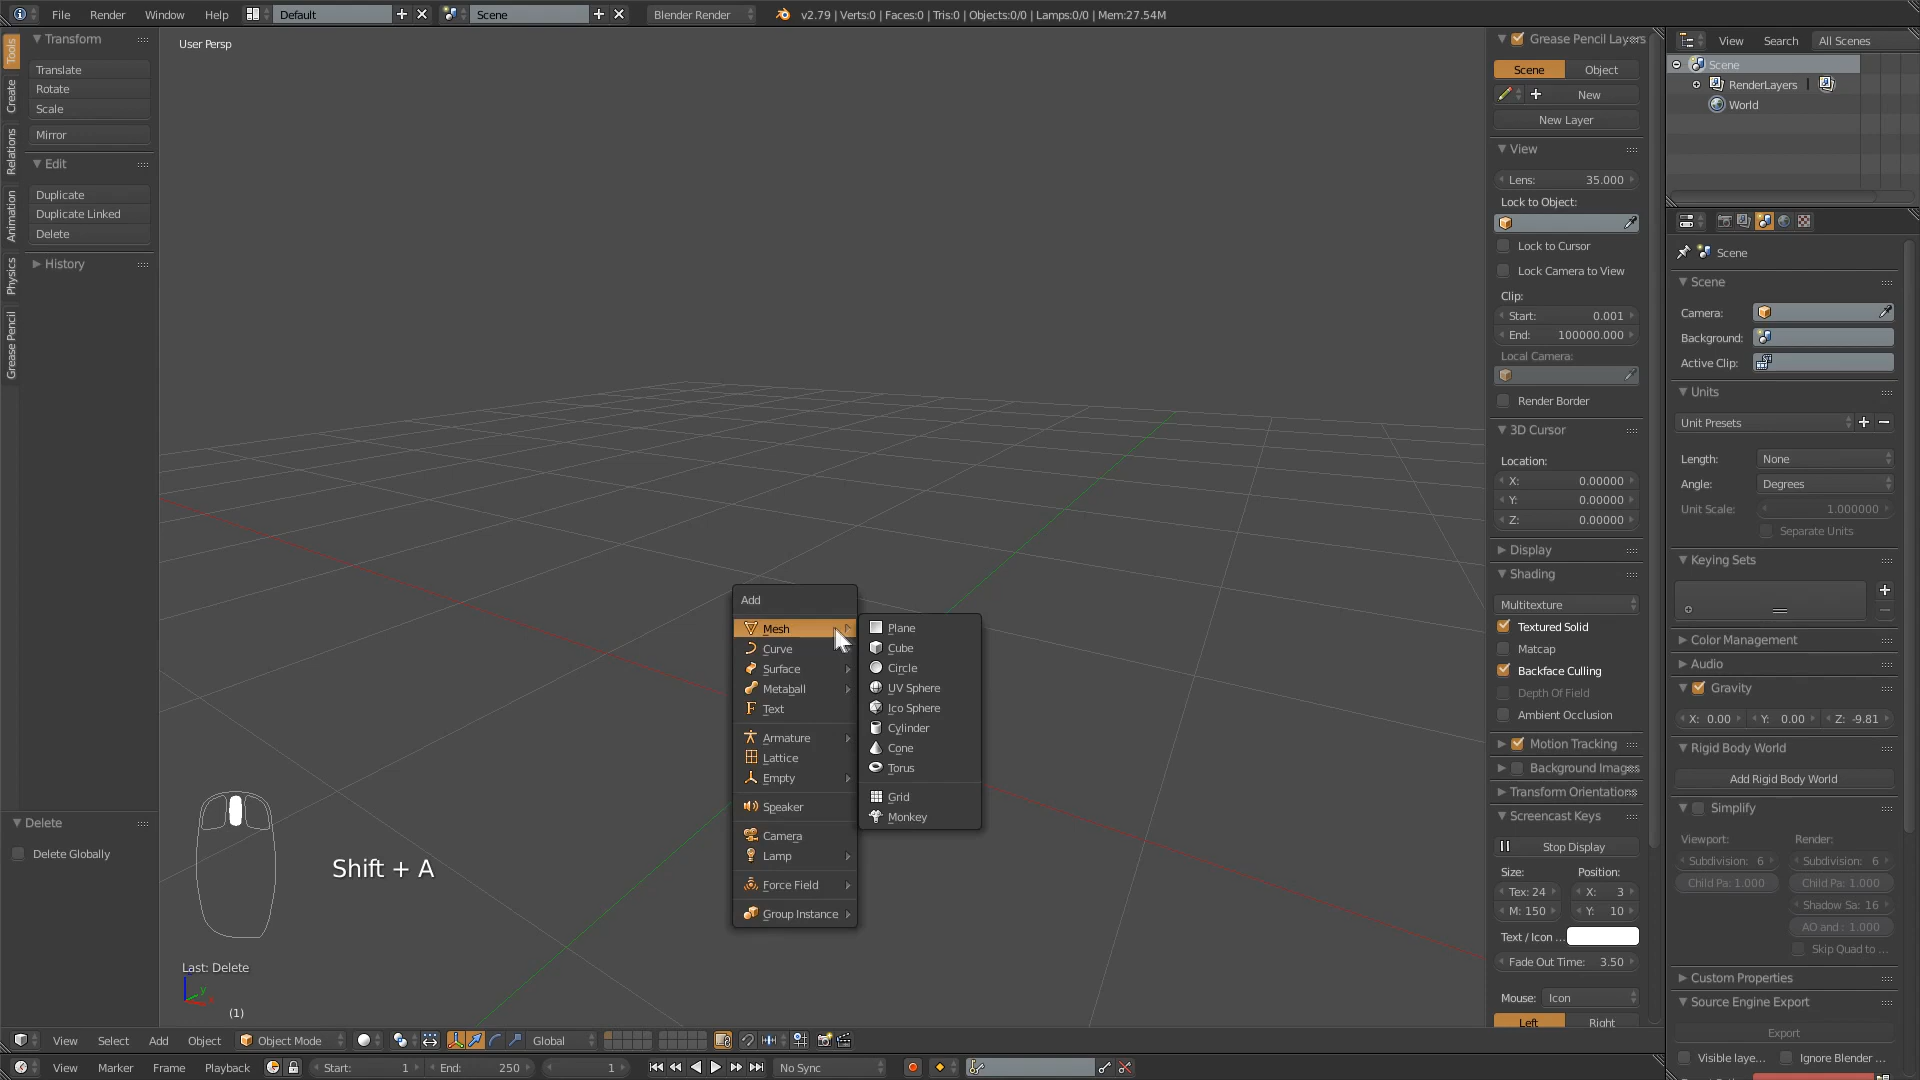 File Render Window Help Default Scene Blender Render v2.79 | Verts:0 | Faces:0 | Tris:0 | Objects:0/0 | Lamps:0/0 | Mem:27.54M
Tools
Create
Relations
Animation
Physics
Grease Pencil
Transform
Translate
Rotate
Scale
Mirror
Edit
Duplicate
Duplicate Linked
Delete
History
Delete
Delete Globally
User Persp
Add
Mesh
Curve
Surface
Metaball
Text
Armature
Lattice
Empty
Speaker
Camera
Lamp
Force Field
Group Instance
Plane
Cube
Circle
UV Sphere
Ico Sphere
Cylinder
Cone
Torus
Grid
Monkey
Shift + A
Last: Delete
y
(1)
View Select Add Object Object Mode Global
View Marker Frame Playback Start: 1 End: 250 1 No Sync
Grease Pencil Layers
Scene Object
New
New Layer
View
Lens: 35.000
Lock to Object:
Lock to Cursor
Lock Camera to View
Clip:
Start: 0.001
End: 100000.000
Local Camera:
Render Border
3D Cursor
Location:
X: 0.00000
Y: 0.00000
Z: 0.00000
Display
Shading
Multitexture
Textured Solid
Matcap
Backface Culling
Depth Of Field
Ambient Occlusion
Motion Tracking
Background Images
Transform Orientations
Screencast Keys
Stop Display
Size: Position:
Tex: 24 X: 3
M: 150 Y: 10
Text / Icon ...
Fade Out Time: 3.50
Mouse: Icon
Left Right
View Search All Scenes
Scene
RenderLayers |
World
Scene
Scene
Camera:
Background:
Active Clip:
Units
Unit Presets
Length: None
Angle: Degrees
Unit Scale: 1.000000
Separate Units
Keying Sets
Color Management
Audio
Gravity
X: 0.00 Y: 0.00 Z: -9.81
Rigid Body World
Add Rigid Body World
Simplify
Viewport: Render:
Subdivision: 6 Subdivision: 6
Child Pa: 1.000 Child Pa: 1.000
Shadow Sa: 16
AO and : 1.000
Skip Quad to ...
Custom Properties
Source Engine Export
Export
Visible laye... Ignore Blender ...